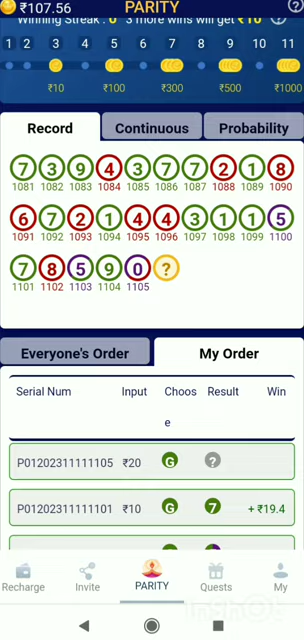 ₹107.56 PARITY ?
Winning Streak : 0 3 more wins will get ₹10
1 2 3 4 5 6 7 8 9 10 11
₹10 ₹100 ₹300 ₹500 ₹1000
Record Continuous Probability
7 3 9 4 3 7 7 2 1 8
1081 1082 1083 1084 1085 1086 1087 1088 1089 1090
6 7 2 1 4 4 3 1 1 5
1091 1092 1093 1094 1095 1096 1097 1098 1099 1100
7 8 5 9 0 ?
1101 1102 1103 1104 1105
Everyone's Order My Order
Serial Num Input Choos Result Win
e
P01202311111105 ₹20 G ?
P01202311111101 ₹10 G 7 + ₹19.4
Recharge Invite PARITY Quests My
InShot